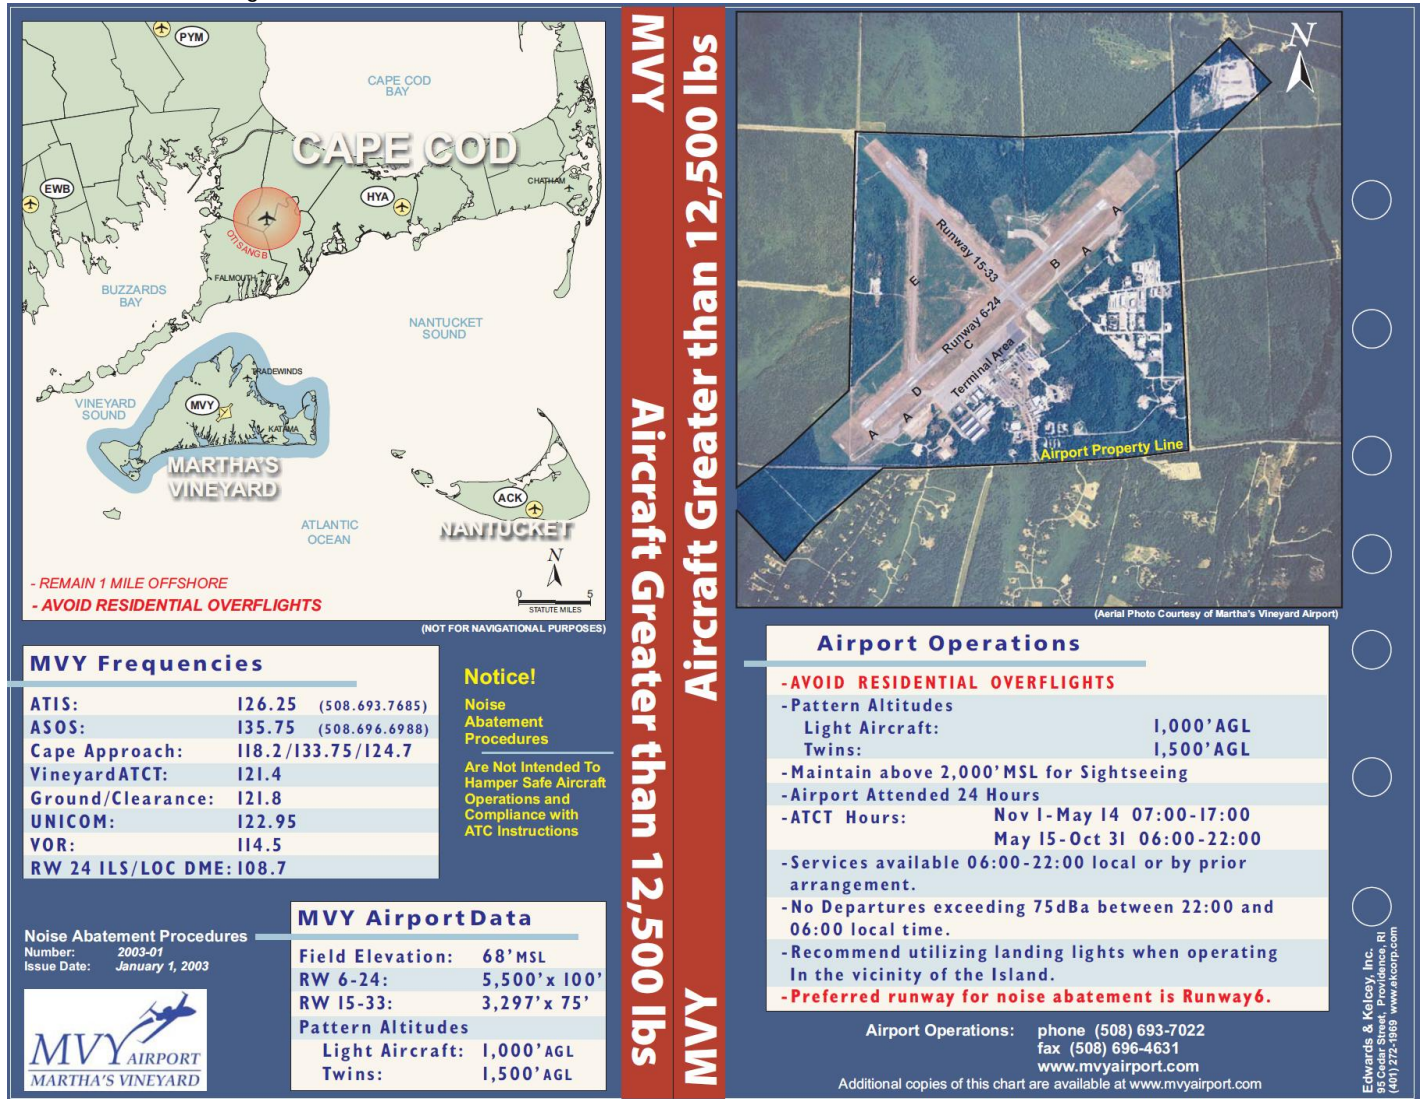 PYM
CAPE COD
BAY
CAPE COD
EWB
HYA
CHATHAM
OTISANGB
FALMOUTH
BUZZARDS
BAY
NANTUCKET
SOUND
TRADEWINDS
VINEYARD
SOUND
MVY
KATAMA
MARTHA'S
VINEYARD
ACK
NANTUCKET
ATLANTIC
OCEAN
N
- REMAIN 1 MILE OFFSHORE
- AVOID RESIDENTIAL OVERFLIGHTS
0 5
STATUTE MILES
(NOT FOR NAVIGATIONAL PURPOSES)
MVY Frequencies
ATIS: 126.25 (508.693.7685)
ASOS: 135.75 (508.696.6988)
Cape Approach: 118.2/133.75/124.7
VineyardATCT: 121.4
Ground/Clearance: 121.8
UNICOM: 122.95
VOR: 114.5
RW 24 ILS/LOC DME: 108.7
Notice!
Noise
Abatement
Procedures
Are Not Intended To
Hamper Safe Aircraft
Operations and
Compliance with
ATC Instructions
Noise Abatement Procedures
Number: 2003-01
Issue Date: January 1, 2003
MVY AIRPORT
MARTHA'S VINEYARD
MVY AirportData
Field Elevation: 68' MSL
RW 6-24: 5,500'x 100'
RW 15-33: 3,297'x 75'
Pattern Altitudes
Light Aircraft: 1,000'AGL
Twins: 1,500'AGL
MVY Aircraft Greater than 12,500 lbs
MVY Aircraft Greater than 12,500 lbs
N
Runway 15-33
Runway 6-24
A
A
B
E
C
D
A
A
Terminal Area
Airport Property Line
(Aerial Photo Courtesy of Martha's Vineyard Airport)
Airport Operations
-AVOID RESIDENTIAL OVERFLIGHTS
-Pattern Altitudes
Light Aircraft: 1,000'AGL
Twins: 1,500'AGL
-Maintain above 2,000'MSL for Sightseeing
-Airport Attended 24 Hours
-ATCT Hours: Nov 1-May 14 07:00-17:00
May 15-Oct 31 06:00-22:00
-Services available 06:00-22:00 local or by prior
arrangement.
-No Departures exceeding 75dBa between 22:00 and
06:00 local time.
-Recommend utilizing landing lights when operating
In the vicinity of the Island.
-Preferred runway for noise abatement is Runway6.
Airport Operations: phone (508) 693-7022
fax (508) 696-4631
www.mvyairport.com
Additional copies of this chart are available at www.mvyairport.com
Edwards & Kelcey, Inc.
95 Cedar Street, Providence, RI
(401) 272-1969 www.ekcorp.com